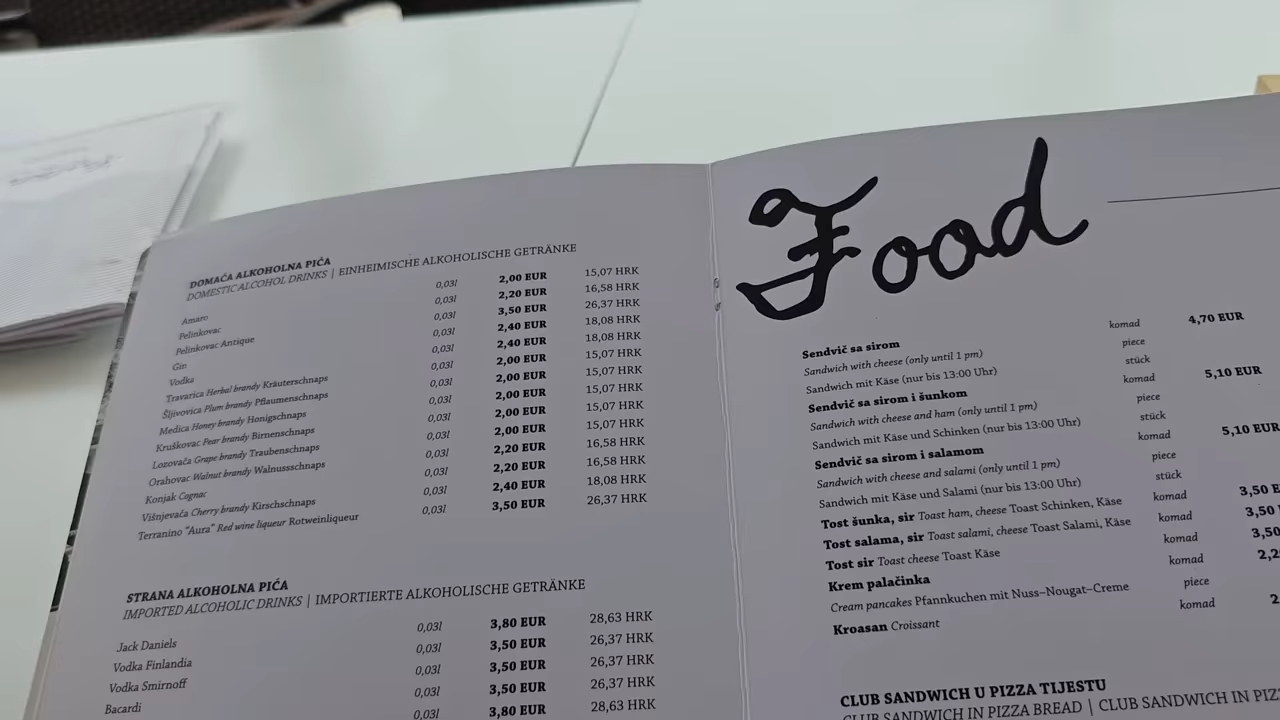 DOMAĆA ALKOHOLNA PIĆA
DOMESTIC ALCOHOL DRINKS | EINHEIMISCHE ALKOHOLISCHE GETRÄNKE
Amaro 0,03l 2,00 EUR 15,07 HRK
Pelinkovac 0,03l 2,20 EUR 16,58 HRK
Pelinkovac Antique 0,03l 3,50 EUR 26,37 HRK
Gin 0,03l 2,40 EUR 18,08 HRK
Vodka 0,03l 2,40 EUR 18,08 HRK
Travarica Herbal brandy Kräuterschnaps 0,03l 2,00 EUR 15,07 HRK
Šljivovica Plum brandy Pflaumenschnaps 0,03l 2,00 EUR 15,07 HRK
Medica Honey brandy Honigschnaps 0,03l 2,00 EUR 15,07 HRK
Kruškovac Pear brandy Birnenschnaps 0,03l 2,00 EUR 15,07 HRK
Lozovača Grape brandy Traubenschnaps 0,03l 2,00 EUR 15,07 HRK
Orahovac Walnut brandy Walnussschnaps 0,03l 2,20 EUR 16,58 HRK
Konjak Cognac 0,03l 2,20 EUR 16,58 HRK
Višnjevača Cherry brandy Kirschschnaps 0,03l 2,40 EUR 18,08 HRK
Terranino "Aura" Red wine liqueur Rotweinliqueur 0,03l 3,50 EUR 26,37 HRK
STRANA ALKOHOLNA PIĆA
IMPORTED ALCOHOLIC DRINKS | IMPORTIERTE ALKOHOLISCHE GETRÄNKE
Jack Daniels 0,03l 3,80 EUR 28,63 HRK
Vodka Finlandia 0,03l 3,50 EUR 26,37 HRK
Vodka Smirnoff 0,03l 3,50 EUR 26,37 HRK
Bacardi 0,03l 3,50 EUR 26,37 HRK
0,03l 3,80 EUR 28,63 HRK
Food
Sendvič sa sirom komad 4,70 EUR
Sandwich with cheese (only until 1 pm) piece
Sandwich mit Käse (nur bis 13:00 Uhr) stück
Sendvič sa sirom i šunkom komad 5,10 EUR
Sandwich with cheese and ham (only until 1 pm) piece
Sandwich mit Käse und Schinken (nur bis 13:00 Uhr) stück
Sendvič sa sirom i salamom komad 5,10 EUR
Sandwich with cheese and salami (only until 1 pm) piece
Sandwich mit Käse und Salami (nur bis 13:00 Uhr) stück
Tost šunka, sir Toast ham, cheese Toast Schinken, Käse komad 3,50
Tost salama, sir Toast salami, cheese Toast Salami, Käse komad 3,50
Tost sir Toast cheese Toast Käse komad 3,50
Krem palačinka komad 2,2
Cream pancakes Pfannkuchen mit Nuss–Nougat–Creme piece
Kroasan Croissant komad 2
CLUB SANDWICH U PIZZA TIJESTU
CLUB SANDWICH IN PIZZA BREAD | CLUB SANDWICH IN PIZ